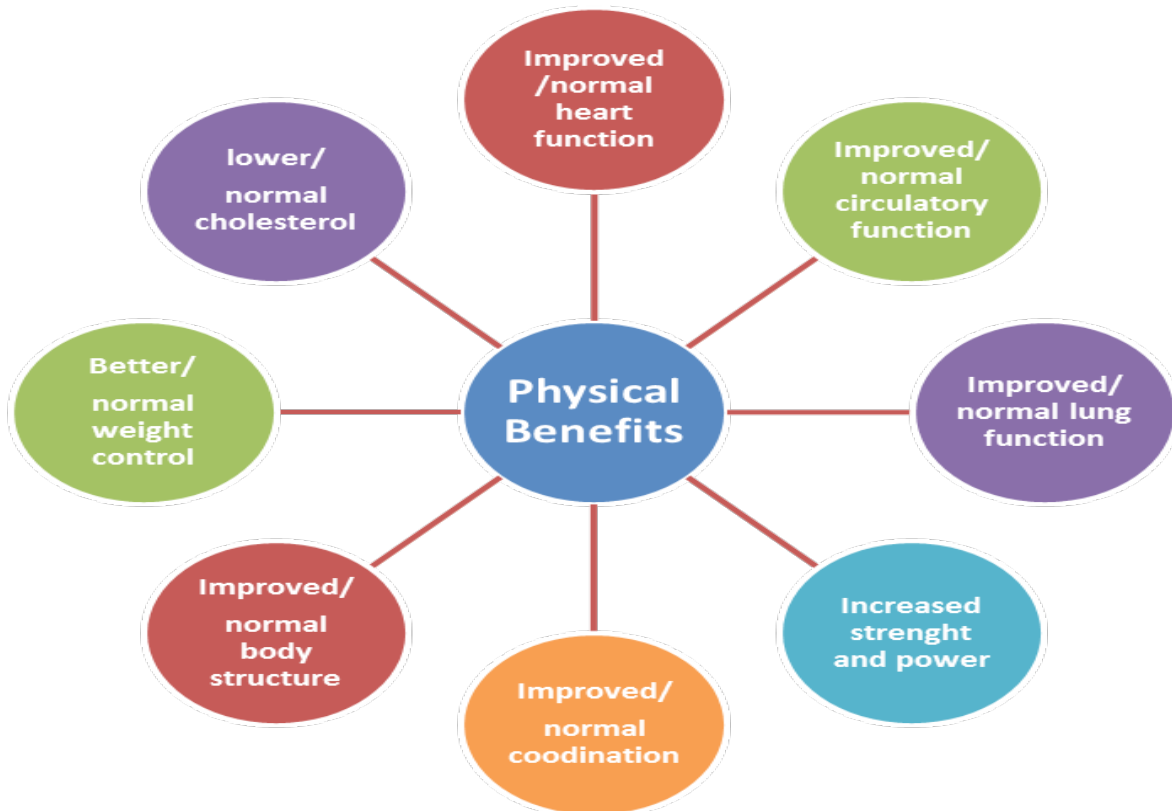 Improved
/normal
heart
function
Improved/
normal
circulatory
function
Improved/
normal lung
function
Increased
strenght
and power
Improved/
normal
coodination
Improved/
normal
body
structure
Better/
normal
weight
control
lower/
normal
cholesterol
Physical
Benefits